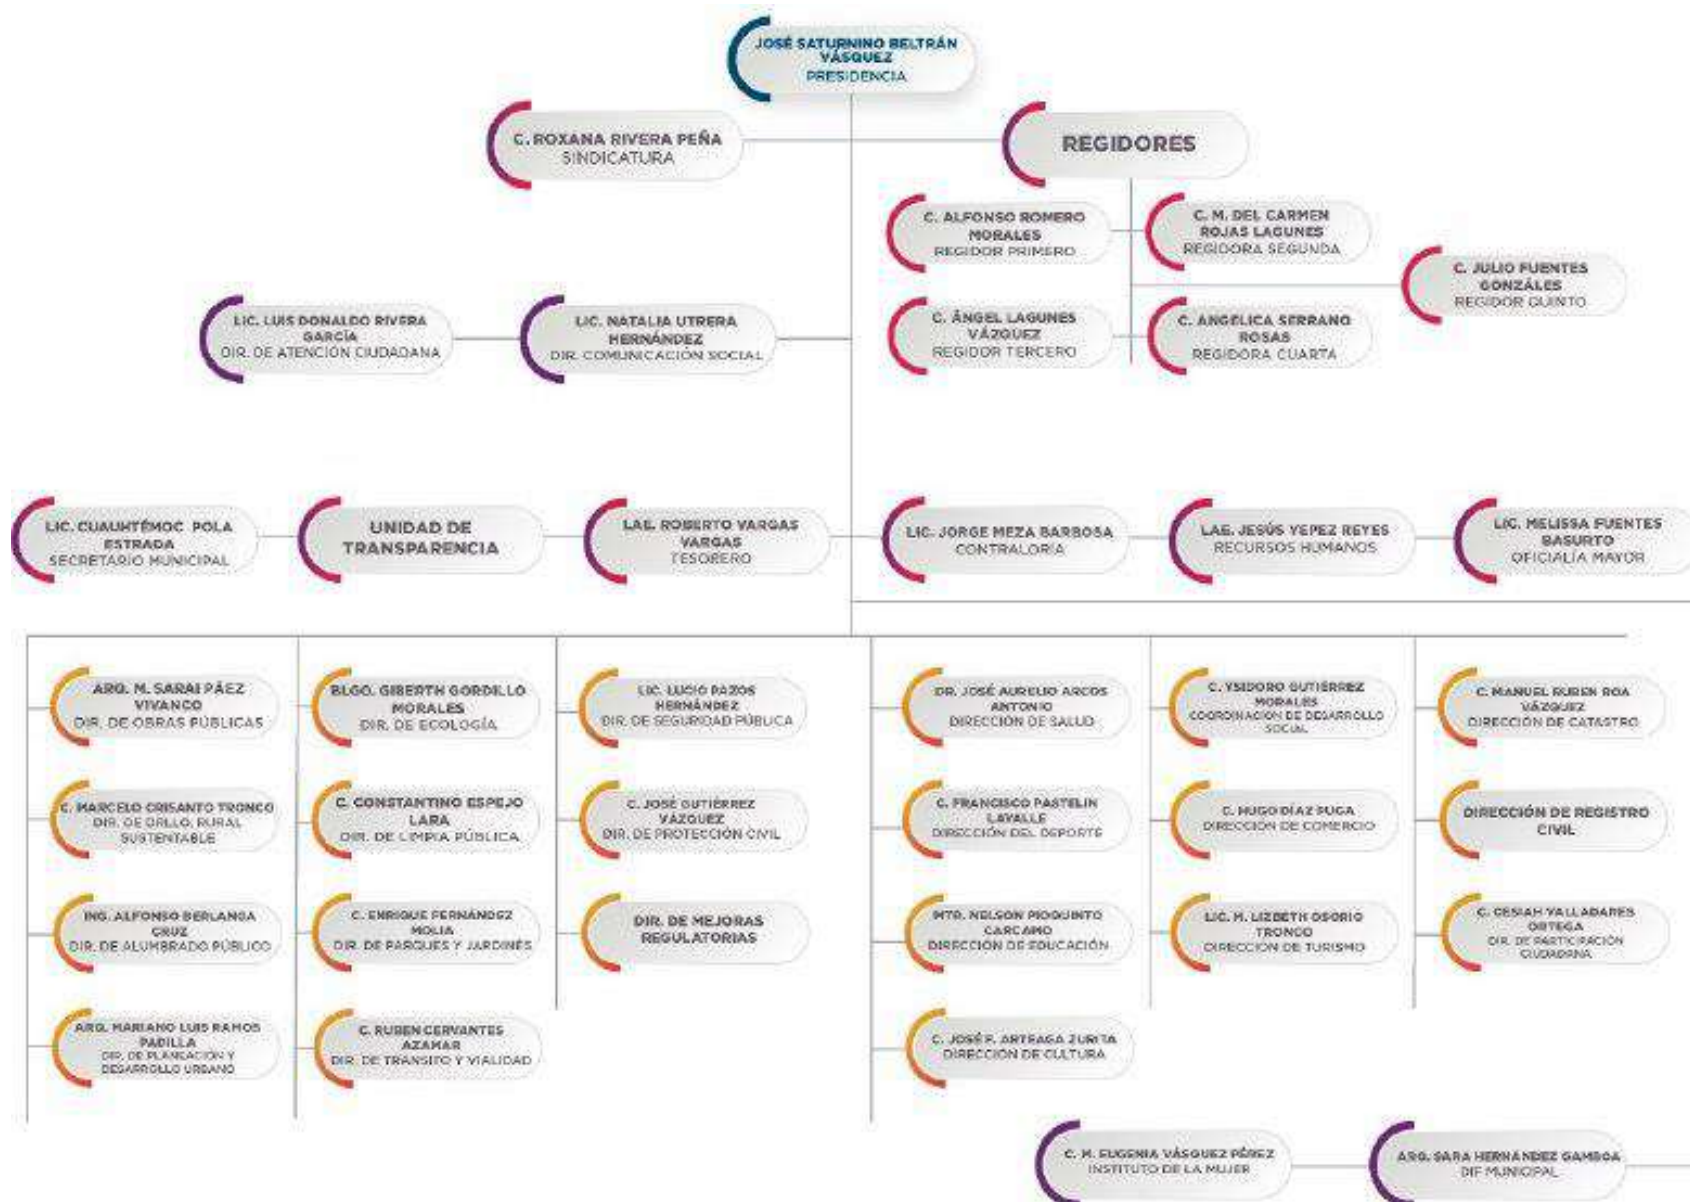 JOSÉ SATURNINO BELTRÁN
VÁSQUEZ
PRESIDENCIA
C. ROXANA RIVERA PEÑA
SINDICATURA
REGIDORES
C. ALFONSO ROMERO
MORALES
REGIDOR PRIMERO
C. M. DEL CARMEN
ROJAS LAGUNES
REGIDORA SEGUNDA
C. JULIO FUENTES
GONZÁLES
REGIDOR QUINTO
C. ÁNGEL LAGUNES
VÁZQUEZ
REGIDOR TERCERO
C. ANGÉLICA SERRANO
ROSAS
REGIDORA CUARTA
LIC. LUIS DONALDO RIVERA
GARCÍA
DIR. DE ATENCIÓN CIUDADANA
LIC. NATALIA UTRERA
HERNÁNDEZ
DIR. COMUNICACIÓN SOCIAL
LIC. CUAUHTÉMOC POLA
ESTRADA
SECRETARIO MUNICIPAL
UNIDAD DE
TRANSPARENCIA
LAE. ROBERTO VARGAS
VARGAS
TESORERO
LIC. JORGE MEZA BARBOSA
CONTRALORÍA
LAE. JESÚS YEPEZ REYES
RECURSOS HUMANOS
LIC. MELISSA FUENTES
BASURTO
OFICIALÍA MAYOR
ARQ. M. SARAI PÁEZ
VIVANCO
DIR. DE OBRAS PÚBLICAS
BLGO. GIBERTH GORDILLO
MORALES
DIR. DE ECOLOGÍA
LIC. LUCIO PAZOS
HERNÁNDEZ
DIR. DE SEGURIDAD PÚBLICA
DR. JOSÉ AURELIO ARCOS
ANTONIO
DIRECCIÓN DE SALUD
C. YSIDORO GUTIÉRREZ
MORALES
COORDINACIÓN DE DESARROLLO
SOCIAL
C. MANUEL RUBEN ROA
VÁZQUEZ
DIRECCIÓN DE CATASTRO
C. MARCELO CRISANTO TRONCO
DIR. DE DRLLO. RURAL
SUSTENTABLE
C. CONSTANTINO ESPEJO
LARA
DIR. DE LIMPIA PÚBLICA
C. JOSÉ GUTIÉRREZ
VÁZQUEZ
DIR. DE PROTECCIÓN CIVIL
C. FRANCISCO PASTELIN
LAVALLE
DIRECCIÓN DEL DEPORTE
C. HUGO DÍAZ PUGA
DIRECCIÓN DE COMERCIO
DIRECCIÓN DE REGISTRO
CIVIL
ING. ALFONSO BERLANGA
CRUZ
DIR. DE ALUMBRADO PÚBLICO
C. ENRIQUE FERNÁNDEZ
MOLIA
DIR. DE PARQUES Y JARDINES
DIR. DE MEJORAS
REGULATORIAS
MTR. NELSON PIOQUINTO
CARCAMO
DIRECCIÓN DE EDUCACIÓN
LIC. M. LIZBETH OSORIO
TRONCO
DIRECCIÓN DE TURISMO
C. CESIAH VALLADARES
ORTEGA
DIR. DE PARTICIPACIÓN
CIUDADANA
ARQ. MARIANO LUIS RAMOS
PADILLA
DIR. DE PLANEACIÓN Y
DESARROLLO URBANO
C. RUBEN CERVANTES
AZAMAR
DIR. DE TRANSITO Y VIALIDAD
C. JOSÉ F. ARTEAGA ZURITA
DIRECCIÓN DE CULTURA
C. M. EUGENIA VÁSQUEZ PÉREZ
INSTITUTO DE LA MUJER
ARQ. SARA HERNÁNDEZ GAMBOA
DIF MUNICIPAL